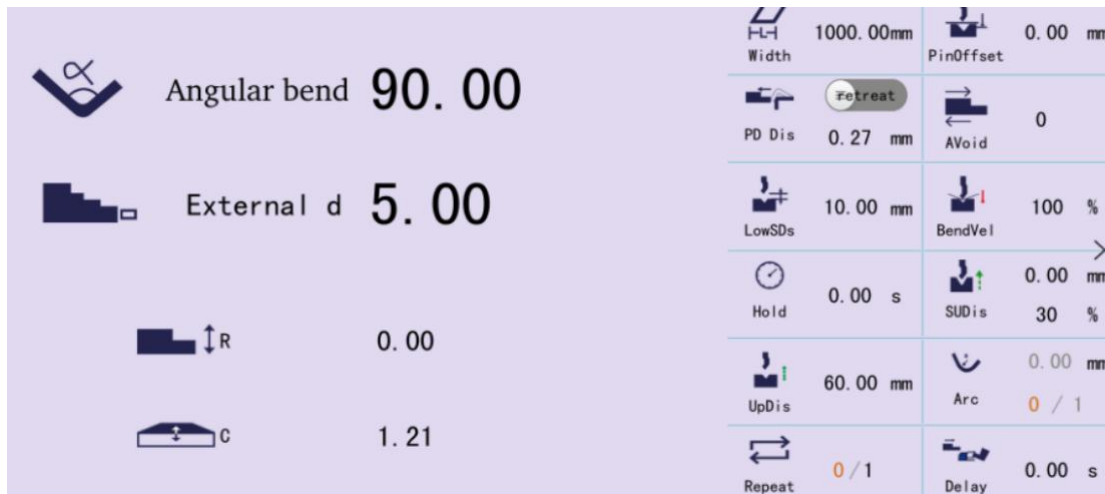 Angular bend 90.00
External d 5.00
R 0.00
C 1.21
Width 1000.00mm
PinOffset 0.00 mm
retreat
PD Dis 0.27 mm
AVoid 0
LowSDs 10.00 mm
BendVel 100 %
Hold 0.00 s
SUDis 0.00 mm
30 %
UpDis 60.00 mm
Arc 0.00 mm
0 / 1
Repeat 0/1
Delay 0.00 s